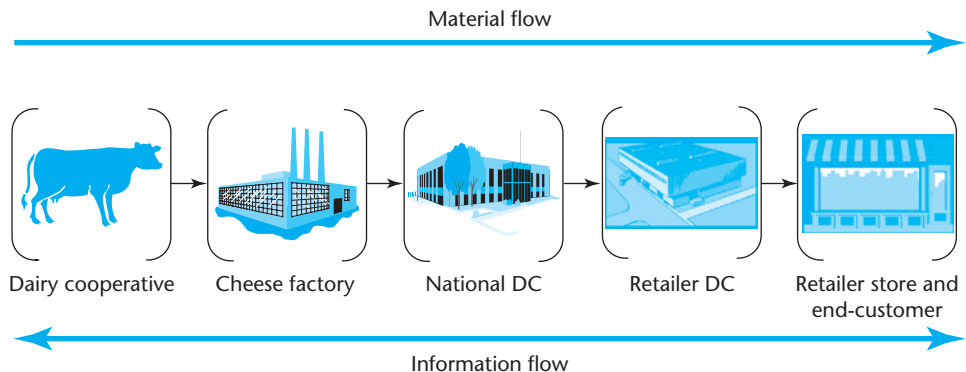 Material flow
Dairy cooperative
Cheese factory
National DC
Retailer DC
Retailer store and
end-customer
Information flow